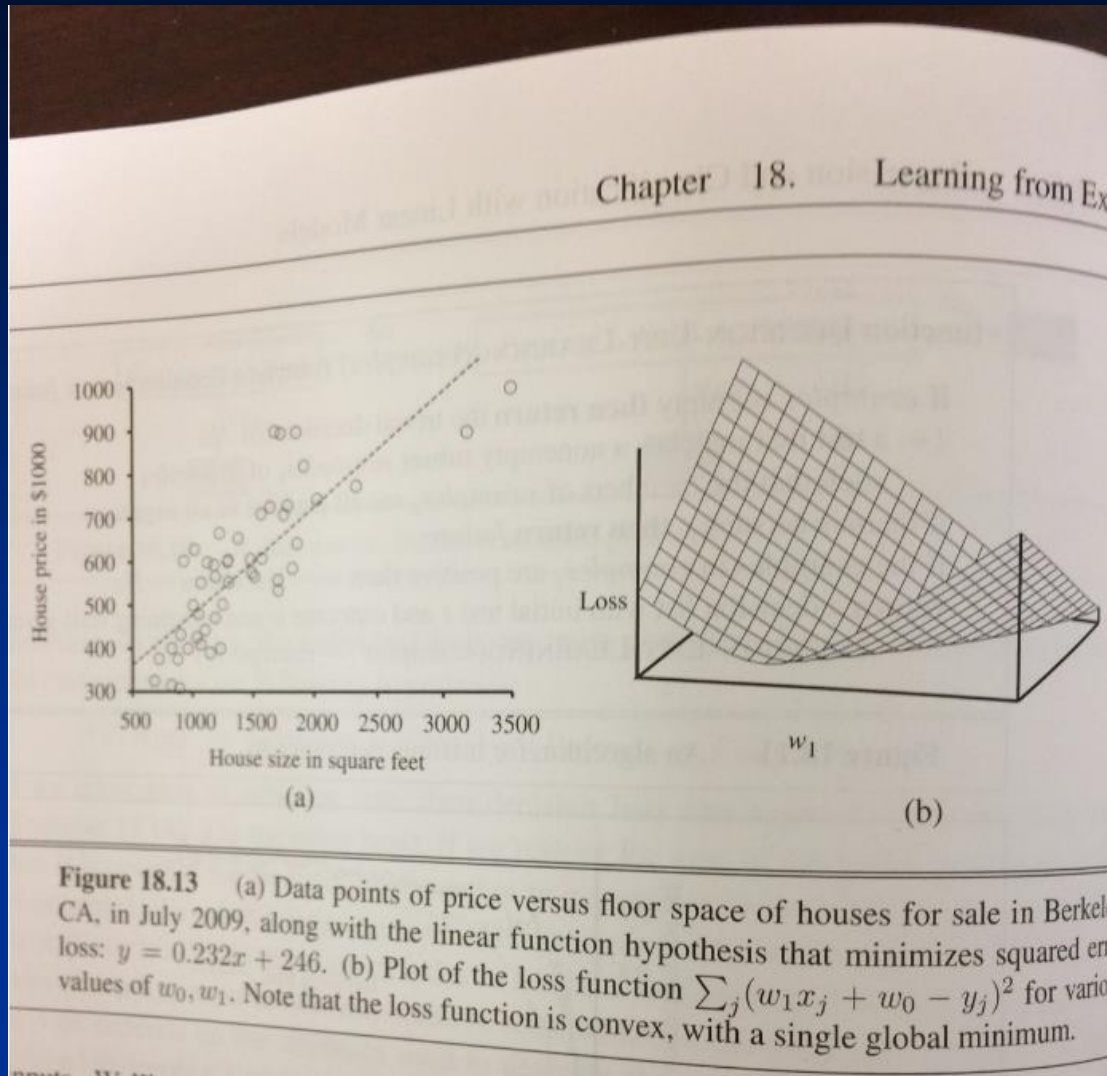 Chapter 18. Learning from Ex
1000
900
800
700
600
500
400
300
House price in $1000
500 1000 1500 2000 2500 3000 3500
House size in square feet
(a)
Loss
w₁
(b)
Figure 18.13 (a) Data points of price versus floor space of houses for sale in Berkel
CA, in July 2009, along with the linear function hypothesis that minimizes squared er
loss: y = 0.232x + 246. (b) Plot of the loss function ∑ⱼ(w₁xⱼ + w₀ − yⱼ)² for vario
values of w₀, w₁. Note that the loss function is convex, with a single global minimum.